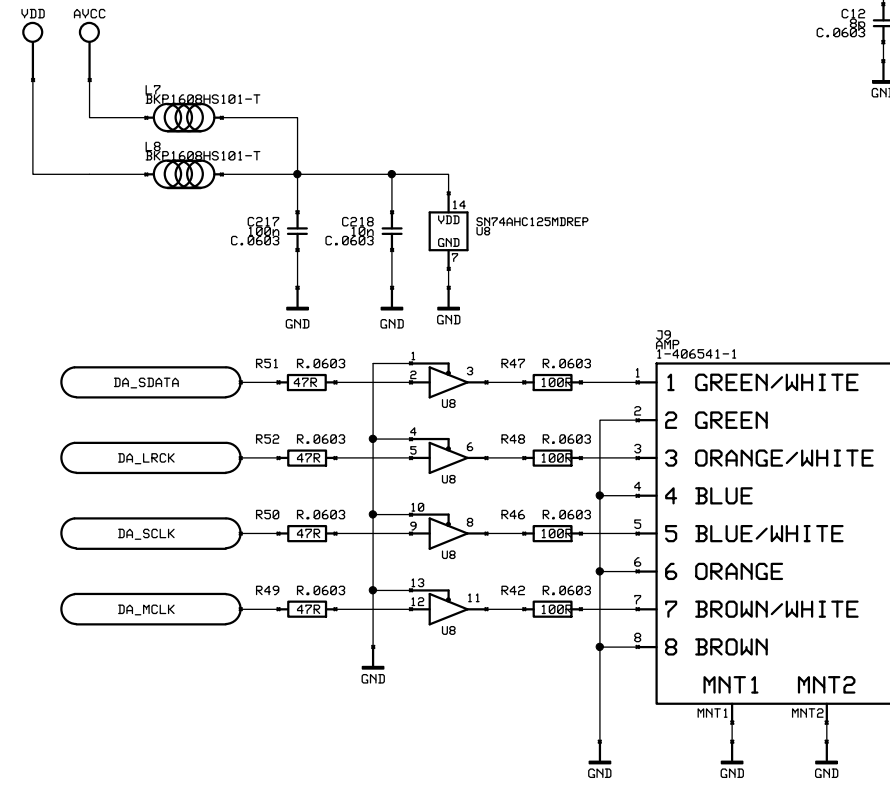 VDD AVCC
C12
8p
C.0603
GND
L7
BKP1608HS101-T
L8
BKP1608HS101-T
C217
100n
C.0603
C218
10n
C.0603
14
VDD
GND
7
SN74AHC125MDREP
U8
GND GND GND
J9
AMP
1-406541-1
DA_SDATA R51 R.0603 47R 1 2 3 U8 R47 R.0603 100R 1 1 GREEN/WHITE
2 2 GREEN
DA_LRCK R52 R.0603 47R 4 5 6 U8 R48 R.0603 100R 3 3 ORANGE/WHITE
4 4 BLUE
DA_SCLK R50 R.0603 47R 10 9 8 U8 R46 R.0603 100R 5 5 BLUE/WHITE
6 6 ORANGE
DA_MCLK R49 R.0603 47R 13 12 11 U8 R42 R.0603 100R 7 7 BROWN/WHITE
8 8 BROWN
GND
MNT1 MNT2
MNT1 MNT2
GND GND GND